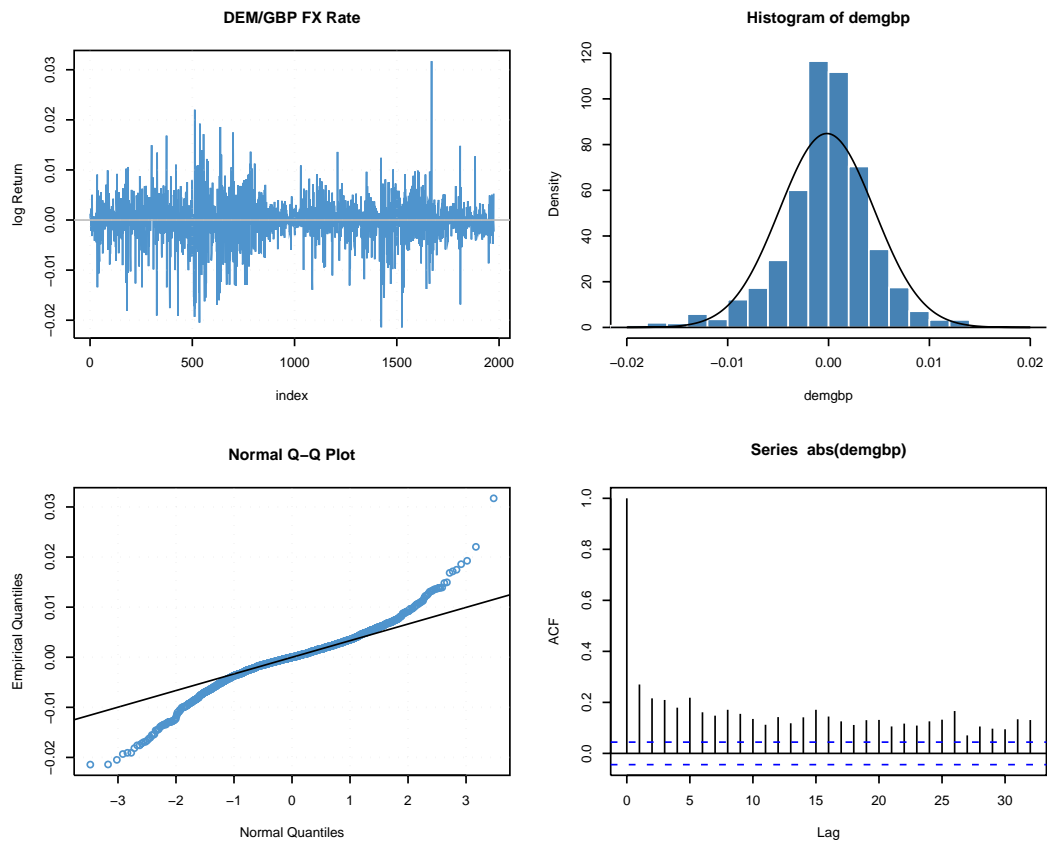 DEM/GBP FX Rate
log Return
0.03
0.02
0.01
0.00
−0.01
−0.02
0 500 1000 1500 2000
index
Histogram of demgbp
Density
120
100
80
60
40
20
0
−0.02 −0.01 0.00 0.01 0.02
demgbp
Normal Q−Q Plot
Empirical Quantiles
0.03
0.02
0.01
0.00
−0.01
−0.02
−3 −2 −1 0 1 2 3
Normal Quantiles
Series abs(demgbp)
ACF
1.0
0.8
0.6
0.4
0.2
0.0
0 5 10 15 20 25 30
Lag